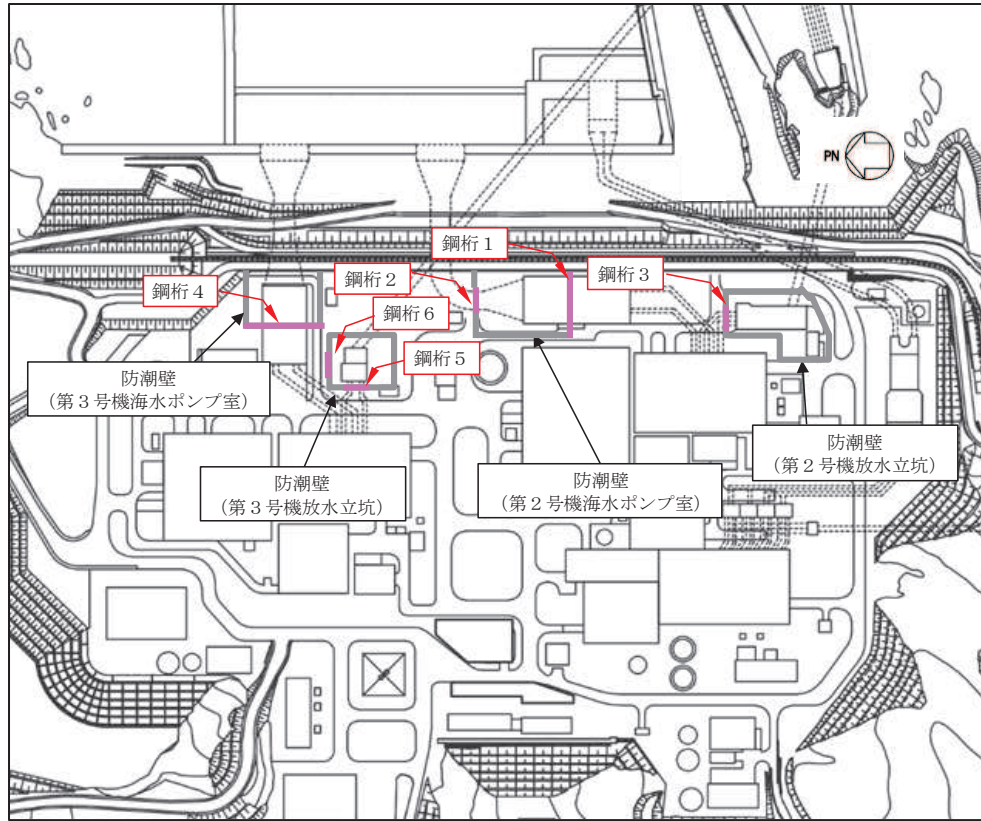 PN
鋼桁１
鋼桁２
鋼桁３
鋼桁４
鋼桁６
鋼桁５
防潮壁
（第３号機海水ポンプ室）
防潮壁
（第３号機放水立坑）
防潮壁
（第２号機海水ポンプ室）
防潮壁
（第２号機放水立坑）